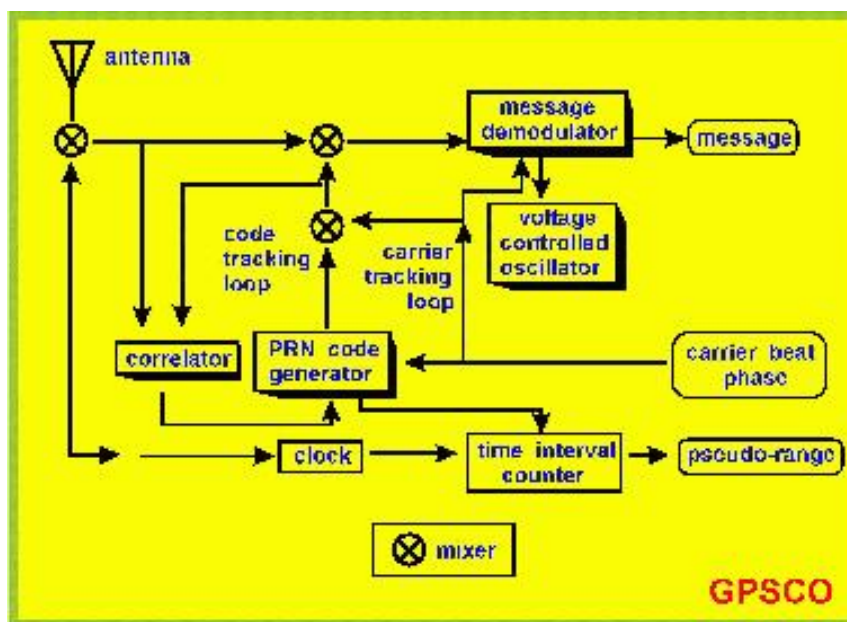 antenna
message
demodulator
message
code
tracking
loop
carrier
tracking
loop
voltage
controlled
oscillator
correlator
PRN code
generator
carrier beat
phase
clock
time interval
counter
pseudo-range
mixer
GPSCO